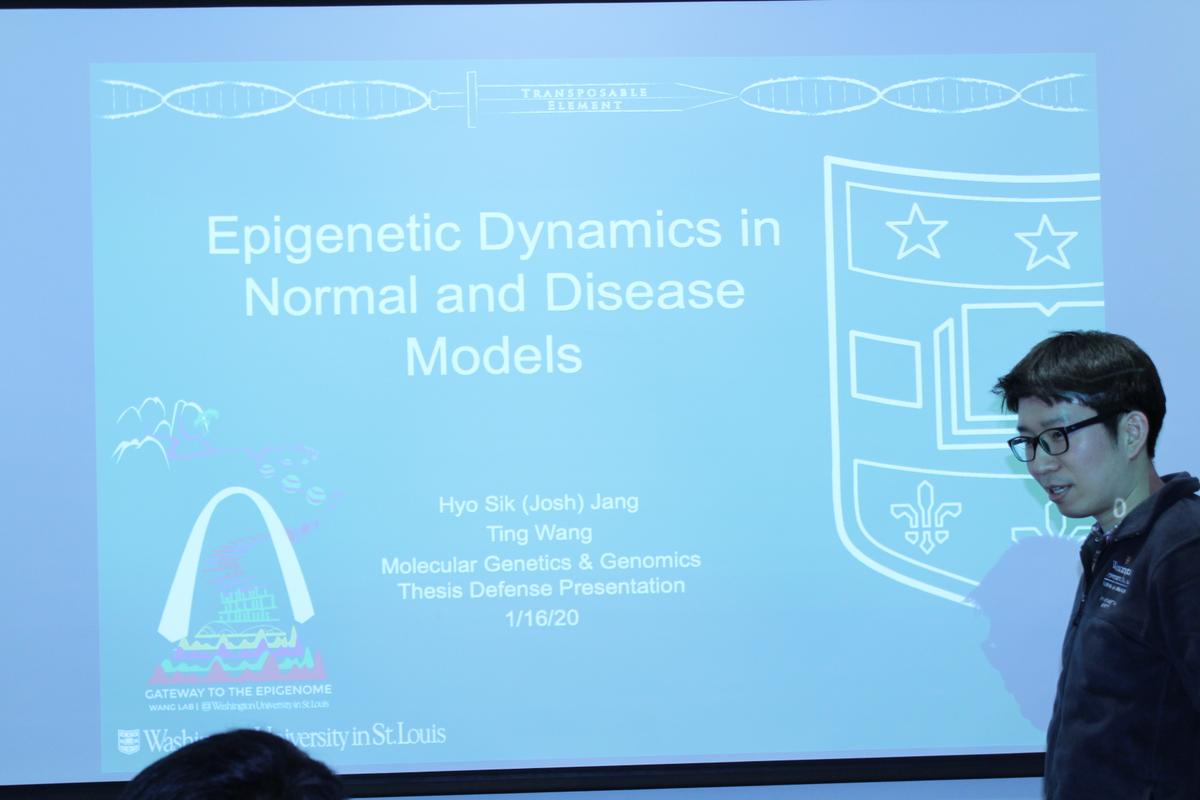 TRANSPOSABLE
ELEMENT
Epigenetic Dynamics in
Normal and Disease
Models
Hyo Sik (Josh) Jang
Ting Wang
Molecular Genetics & Genomics
Thesis Defense Presentation
1/16/20
GATEWAY TO THE EPIGENOME
WANG LAB | Washington University in St. Louis
University in St. Louis